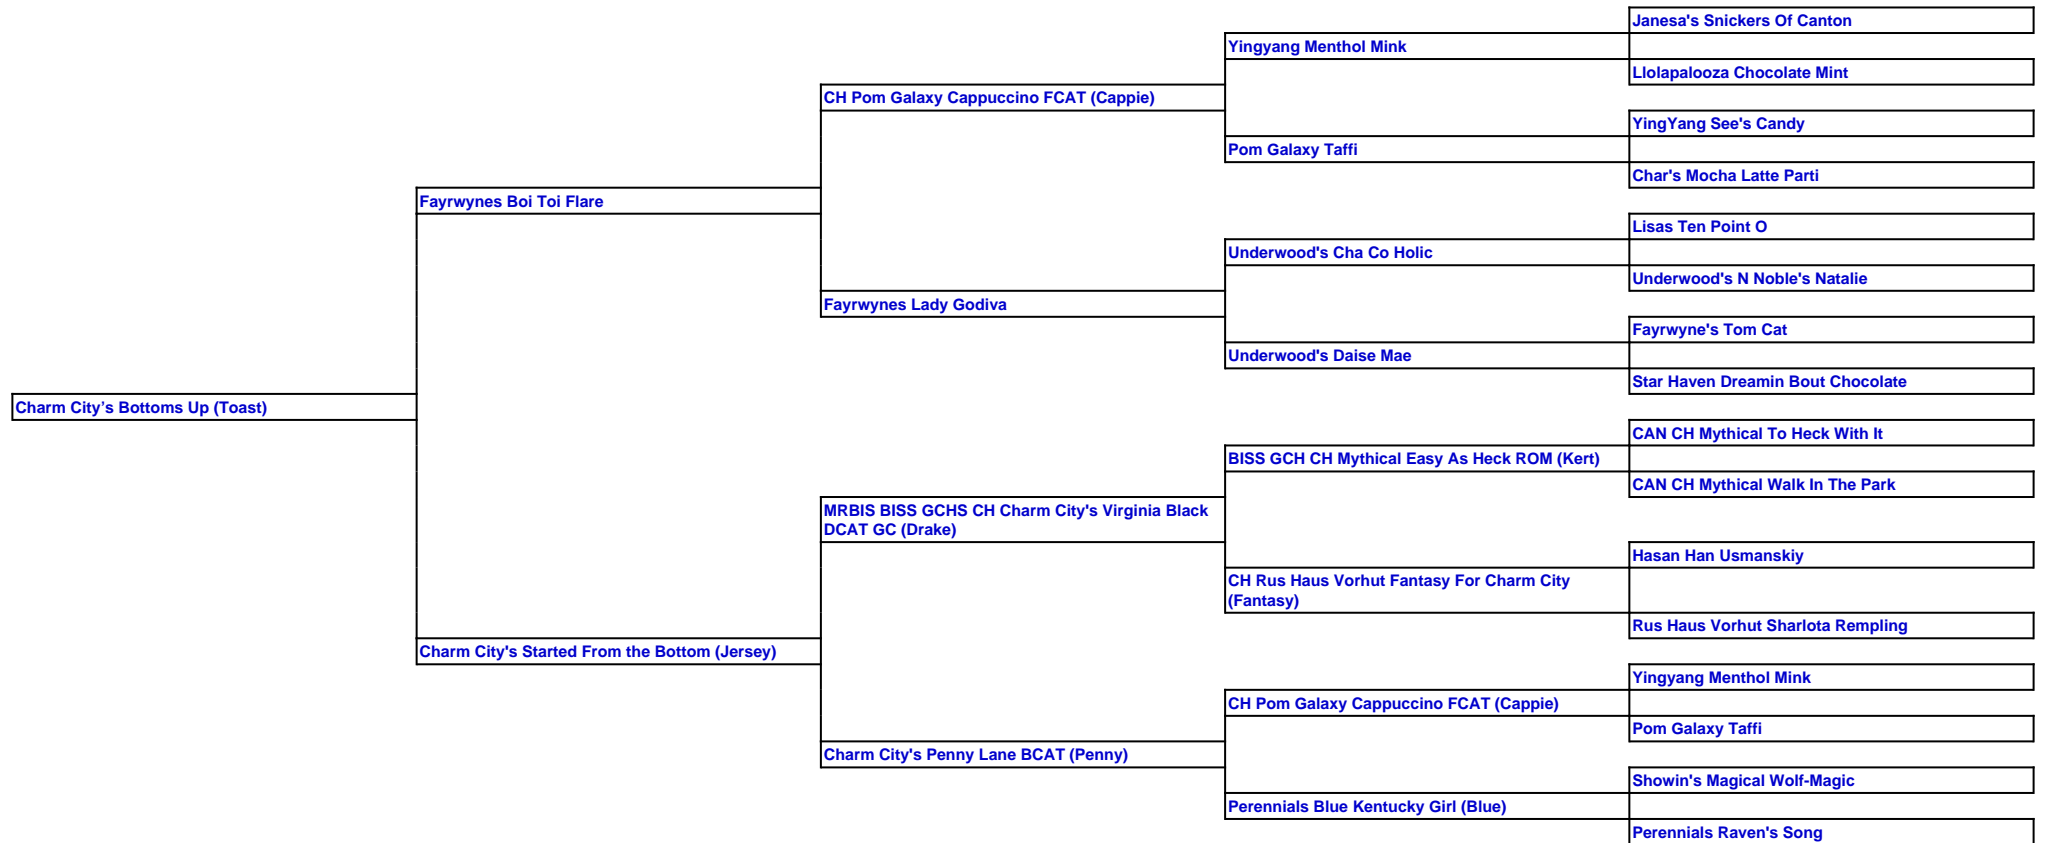 Janesa's Snickers Of Canton
Yingyang Menthol Mink
Llolapalooza Chocolate Mint
CH Pom Galaxy Cappuccino FCAT (Cappie)
YingYang See's Candy
Pom Galaxy Taffi
Char's Mocha Latte Parti
Fayrwynes Boi Toi Flare
Lisas Ten Point O
Underwood's Cha Co Holic
Underwood's N Noble's Natalie
Fayrwynes Lady Godiva
Fayrwyne's Tom Cat
Underwood's Daise Mae
Star Haven Dreamin Bout Chocolate
Charm City’s Bottoms Up (Toast)
CAN CH Mythical To Heck With It
BISS GCH CH Mythical Easy As Heck ROM (Kert)
CAN CH Mythical Walk In The Park
MRBIS BISS GCHS CH Charm City's Virginia Black
DCAT GC (Drake)
Hasan Han Usmanskiy
CH Rus Haus Vorhut Fantasy For Charm City
(Fantasy)
Rus Haus Vorhut Sharlota Rempling
Charm City's Started From the Bottom (Jersey)
Yingyang Menthol Mink
CH Pom Galaxy Cappuccino FCAT (Cappie)
Pom Galaxy Taffi
Charm City's Penny Lane BCAT (Penny)
Showin's Magical Wolf-Magic
Perennials Blue Kentucky Girl (Blue)
Perennials Raven's Song